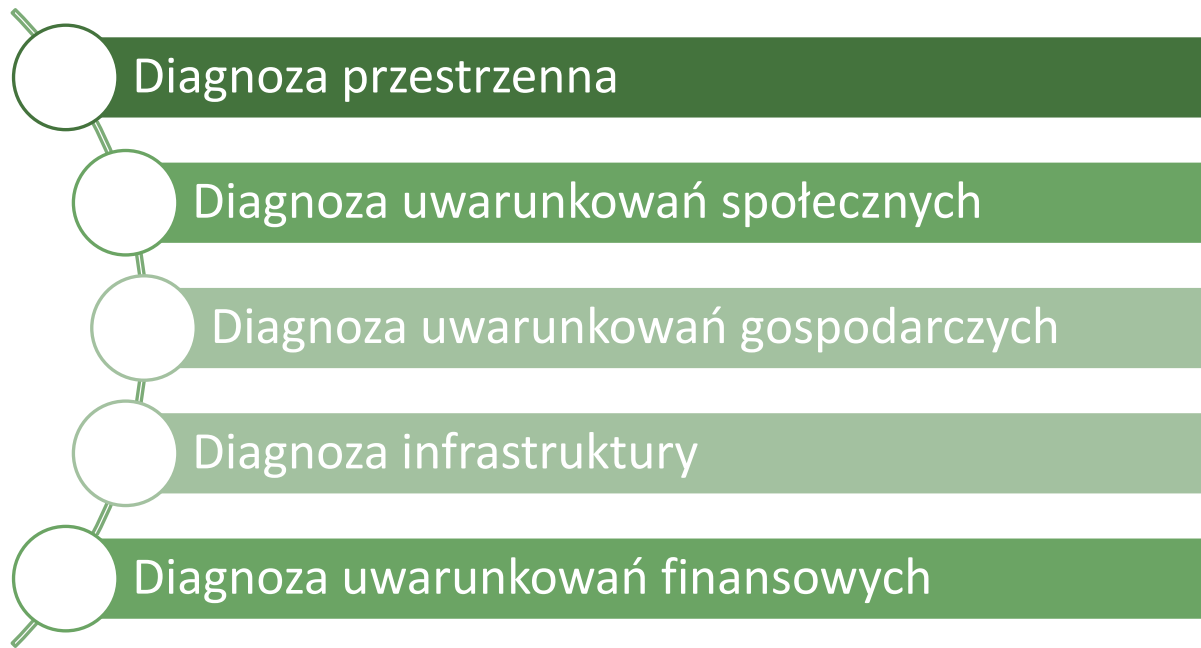 Diagnoza przestrzenna
Diagnoza uwarunkowań społecznych
Diagnoza uwarunkowań gospodarczych
Diagnoza infrastruktury
Diagnoza uwarunkowań finansowych